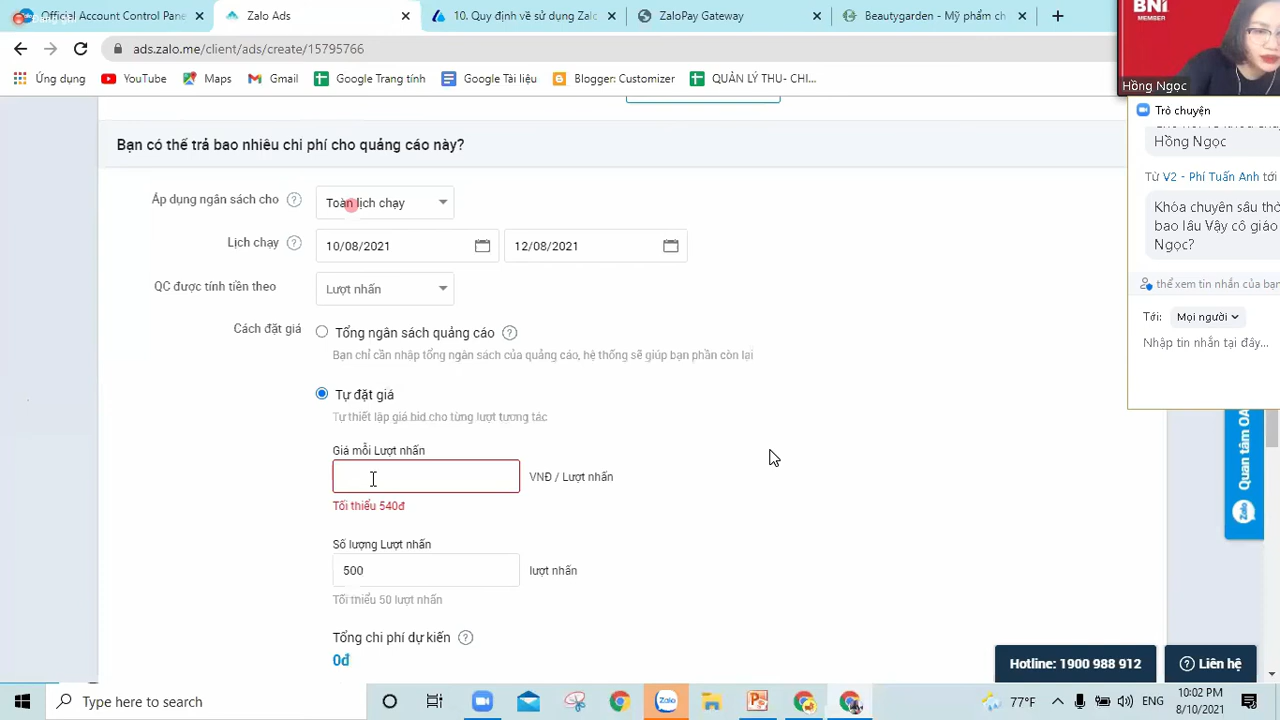 Official Account Control Pane
Zalo Ads
Quy định về sử dụng Zalo
ZaloPay Gateway
Beautygarden - Mỹ phẩm ch
BNI
MEMBER
ads.zalo.me/client/ads/create/15795766
Ứng dụng
YouTube
Maps
Gmail
Google Trang tính
Google Tài liệu
Blogger: Customizer
QUẢN LÝ THU- CHI...
Hồng Ngọc
Trò chuyện
Hồng Ngọc
Từ V2 - Phí Tuấn Anh tới
Khóa chuyên sâu thờ
bao lâu Vậy cô giáo
Ngọc?
thể xem tin nhắn của bạn
Tới: Mọi người
Nhập tin nhắn tại đây...
Bạn có thể trả bao nhiêu chi phí cho quảng cáo này?
Áp dụng ngân sách cho
Toàn lịch chạy
Lịch chạy
10/08/2021
12/08/2021
QC được tính tiền theo
Lượt nhấn
Cách đặt giá
Tổng ngân sách quảng cáo
Bạn chỉ cần nhập tổng ngân sách của quảng cáo, hệ thống sẽ giúp bạn phần còn lại
Tự đặt giá
Tự thiết lập giá bid cho từng lượt tương tác
Giá mỗi Lượt nhấn
VNĐ / Lượt nhấn
Tối thiểu 540đ
Số lượng Lượt nhấn
500
lượt nhấn
Tối thiểu 50 lượt nhấn
Tổng chi phí dự kiến
0đ
Quan tâm OA
Zalo
Hotline: 1900 988 912
Liên hệ
Type here to search
Zalo
77°F
ENG
10:02 PM
8/10/2021